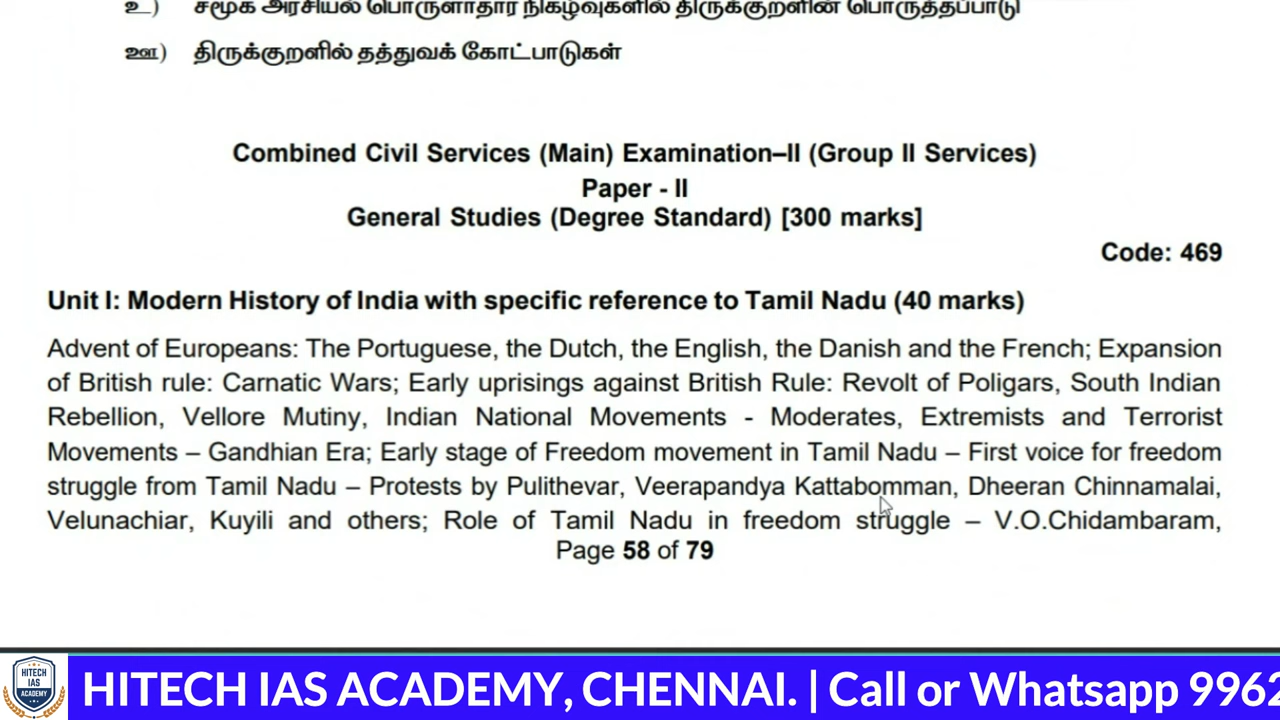 உ) சமூக அரசியல் பொருளாதார நிகழ்வுகளில் திருக்குறளின் பொருத்தப்பாடு
ஊ) திருக்குறளில் தத்துவக் கோட்பாடுகள்
Combined Civil Services (Main) Examination–II (Group II Services)
Paper - II
General Studies (Degree Standard) [300 marks]
Code: 469
Unit I: Modern History of India with specific reference to Tamil Nadu (40 marks)
Advent of Europeans: The Portuguese, the Dutch, the English, the Danish and the French; Expansion
of British rule: Carnatic Wars; Early uprisings against British Rule: Revolt of Poligars, South Indian
Rebellion, Vellore Mutiny, Indian National Movements - Moderates, Extremists and Terrorist
Movements – Gandhian Era; Early stage of Freedom movement in Tamil Nadu – First voice for freedom
struggle from Tamil Nadu – Protests by Pulithevar, Veerapandya Kattabomman, Dheeran Chinnamalai,
Velunachiar, Kuyili and others; Role of Tamil Nadu in freedom struggle – V.O.Chidambaram,
Page 58 of 79
HITECH
IAS
ACADEMY
HITECH IAS ACADEMY, CHENNAI. | Call or Whatsapp 9962